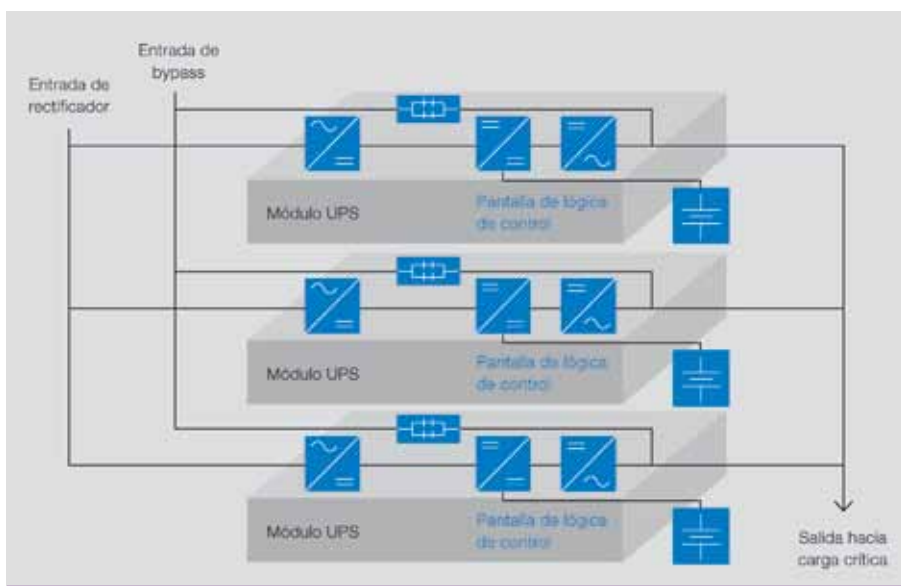 Entrada de
bypass
Entrada de
rectificador
Módulo UPS
Pantalla de lógica
de control
Módulo UPS
Pantalla de lógica
de control
Módulo UPS
Pantalla de lógica
de control
Salida hacia
carga crítica